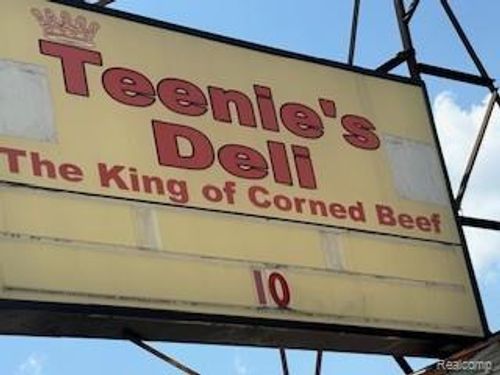 Teenie's
Deli
The King of Corned Beef
10
Realcomp